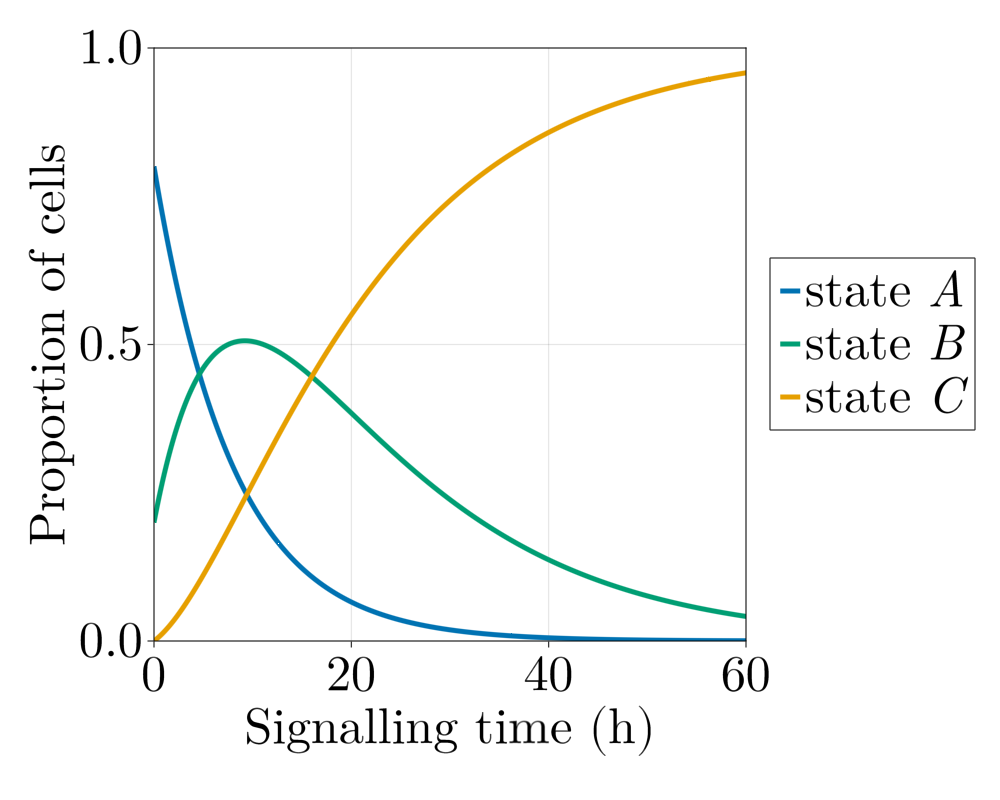 1.0
0.5
0.0
Proportion of cells
0 20 40 60
Signalling time (h)
state A
state B
state C